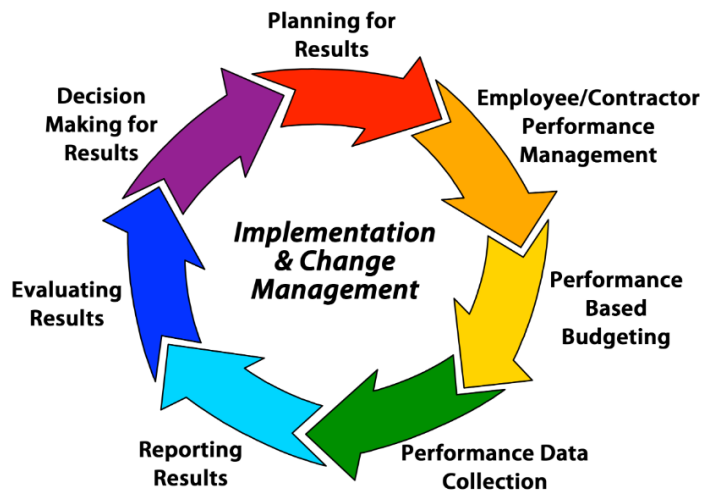 Planning for
Results
Employee/Contractor
Performance
Management
Performance
Based
Budgeting
Performance Data
Collection
Reporting
Results
Evaluating
Results
Decision
Making for
Results
Implementation
& Change
Management